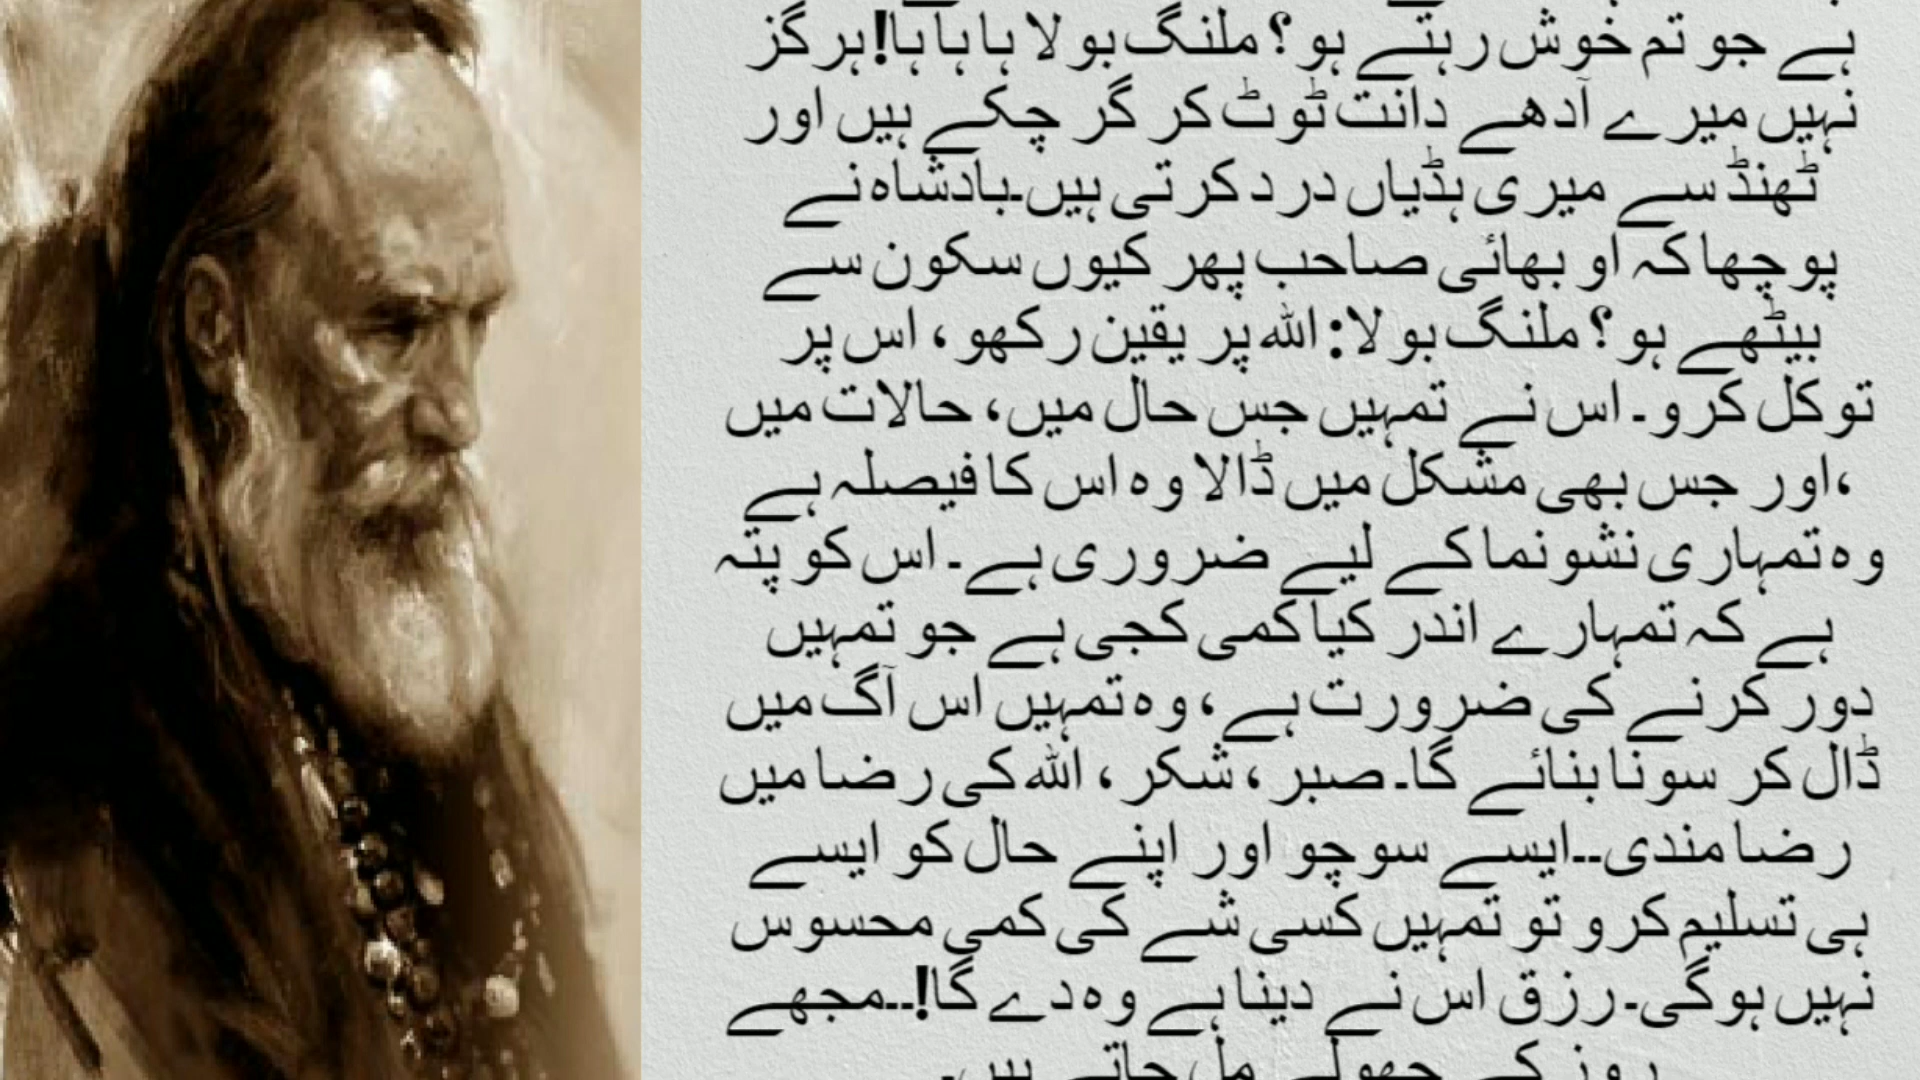 ہے جو تم خوش رہتے ہو؟ ملنگ بولا ہاہاہا!ہرگز
نہیں میرے آدھے دانت ٹوٹ کر گر چکے ہیں اور
ٹھنڈ سے میری ہڈیاں درد کرتی ہیں۔بادشاہ نے
پوچھا کہ او بھائی صاحب پھر کیوں سکون سے
بیٹھے ہو؟ ملنگ بولا: اللہ پر یقین رکھو، اس پر
توکل کرو۔ اس نے تمہیں جس حال میں، حالات میں
،اور جس بھی مشکل میں ڈالا وہ اس کا فیصلہ ہے
وہ تمہاری نشونما کے لیے ضروری ہے۔ اس کو پتہ
ہے کہ تمہارے اندر کیا کمی کجی ہے جو تمہیں
دور کرنے کی ضرورت ہے، وہ تمہیں اس آگ میں
ڈال کر سونا بنائے گا۔ صبر، شکر، اللہ کی رضا میں
رضا مندی۔۔ایسے سوچو اور اپنے حال کو ایسے
ہی تسلیم کرو تو تمہیں کسی شے کی کمی محسوس
نہیں ہوگی۔ رزق اس نے دینا ہے وہ دے گا!۔۔مجھے
روز کے چھولے مل جاتے ہیں۔